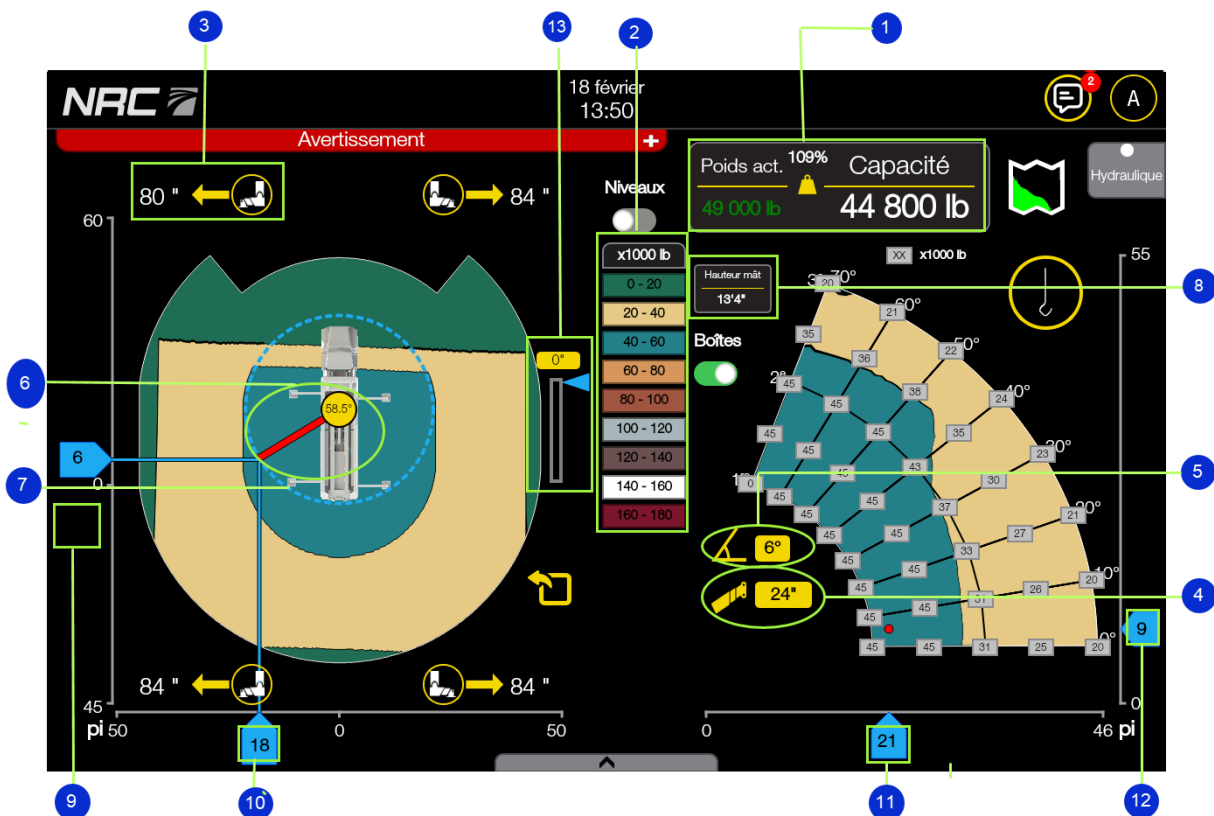 3
13
2
1
NRC
18 février
13:50
2
A
Avertissement +
80 "
84 "
Niveaux
Poids act. 109% Capacité
49 000 lb 44 800 lb
Hydraulique
60
x1000 lb
0 - 20
20 - 40
40 - 60
60 - 80
80 - 100
100 - 120
120 - 140
140 - 160
160 - 180
Hauteur mât
13'4"
XX x1000 lb
55
8
Boîtes
0"
6
58.5°
6
7
0
70° 60° 50° 40° 30° 20° 10° 0°
20 21 22 24 23 21 20 20
35 36 38 35 30 27 26 25
45 45 45 43 37 33 31 31
45 45 45 45 45 45 45
45 45 45 45 45 45 45
0
5
6°
4
24"
9
84 "
84 "
45
0
pi 50 0 50
0 46 pi
18
21
9
10
11
12